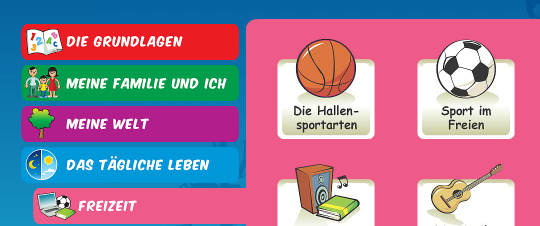 DIE GRUNDLAGEN
MEINE FAMILIE UND ICH
MEINE WELT
DAS TÄGLICHE LEBEN
FREIZEIT
Die Hallen-
sportarten
Sport im
Freien